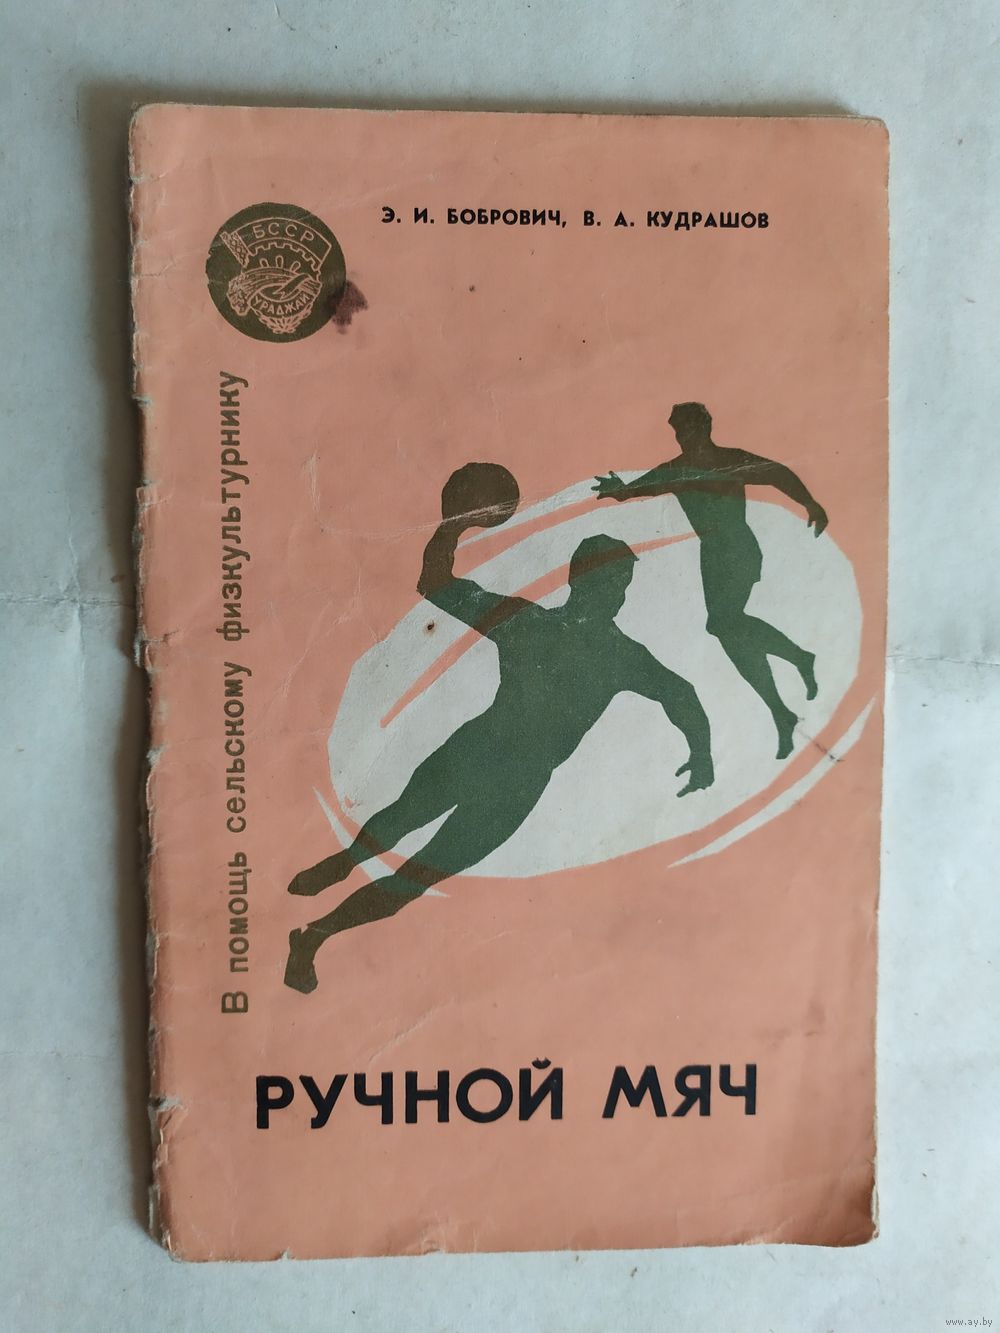 Э. И. БОБРОВИЧ, В. А. КУДРАШОВ
БССР
УРАДЖАЙ
В помощь сельскому физкультурнику
РУЧНОЙ МЯЧ
www.ay.by